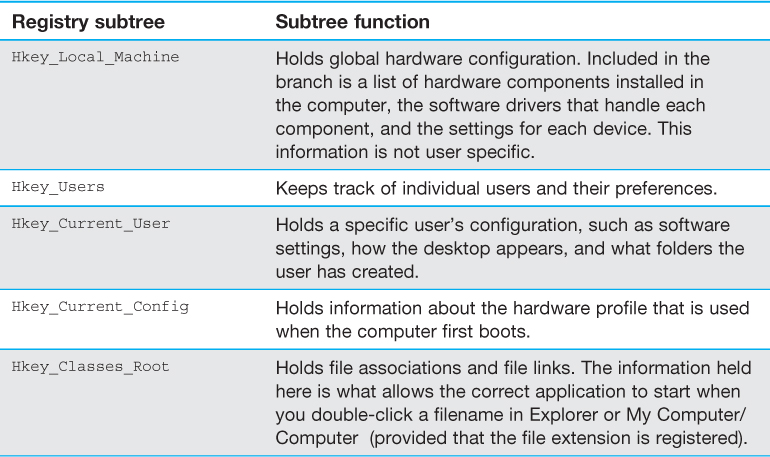 Registry subtree Subtree function
Hkey_Local_Machine Holds global hardware configuration. Included in the
branch is a list of hardware components installed
in the computer, the software drivers that handle each
component, and the settings for each device. This
information is not user specific.
Hkey_Users Keeps track of individual users and their preferences.
Hkey_Current_User Holds a specific user’s configuration, such as software
settings, how the desktop appears, and what folders the
user has created.
Hkey_Current_Config Holds information about the hardware profile that is used
when the computer first boots.
Hkey_Classes_Root Holds file associations and file links. The information held
here is what allows the correct application to start when
you double-click a filename in Explorer or My Computer/
Computer (provided that the file extension is registered).